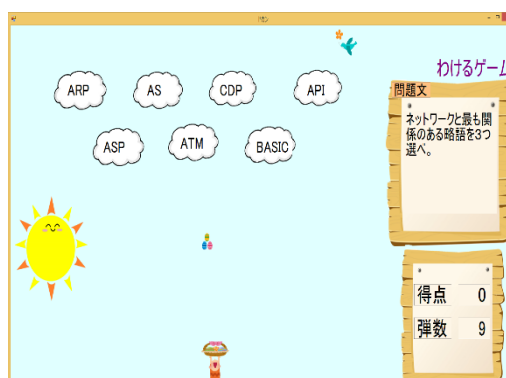 わけるゲーム
ARP
AS
CDP
API
ASP
ATM
BASIC
問題文
ネットワークと最も関
係のある略語を3つ
選べ。
得点 0
弾数 9